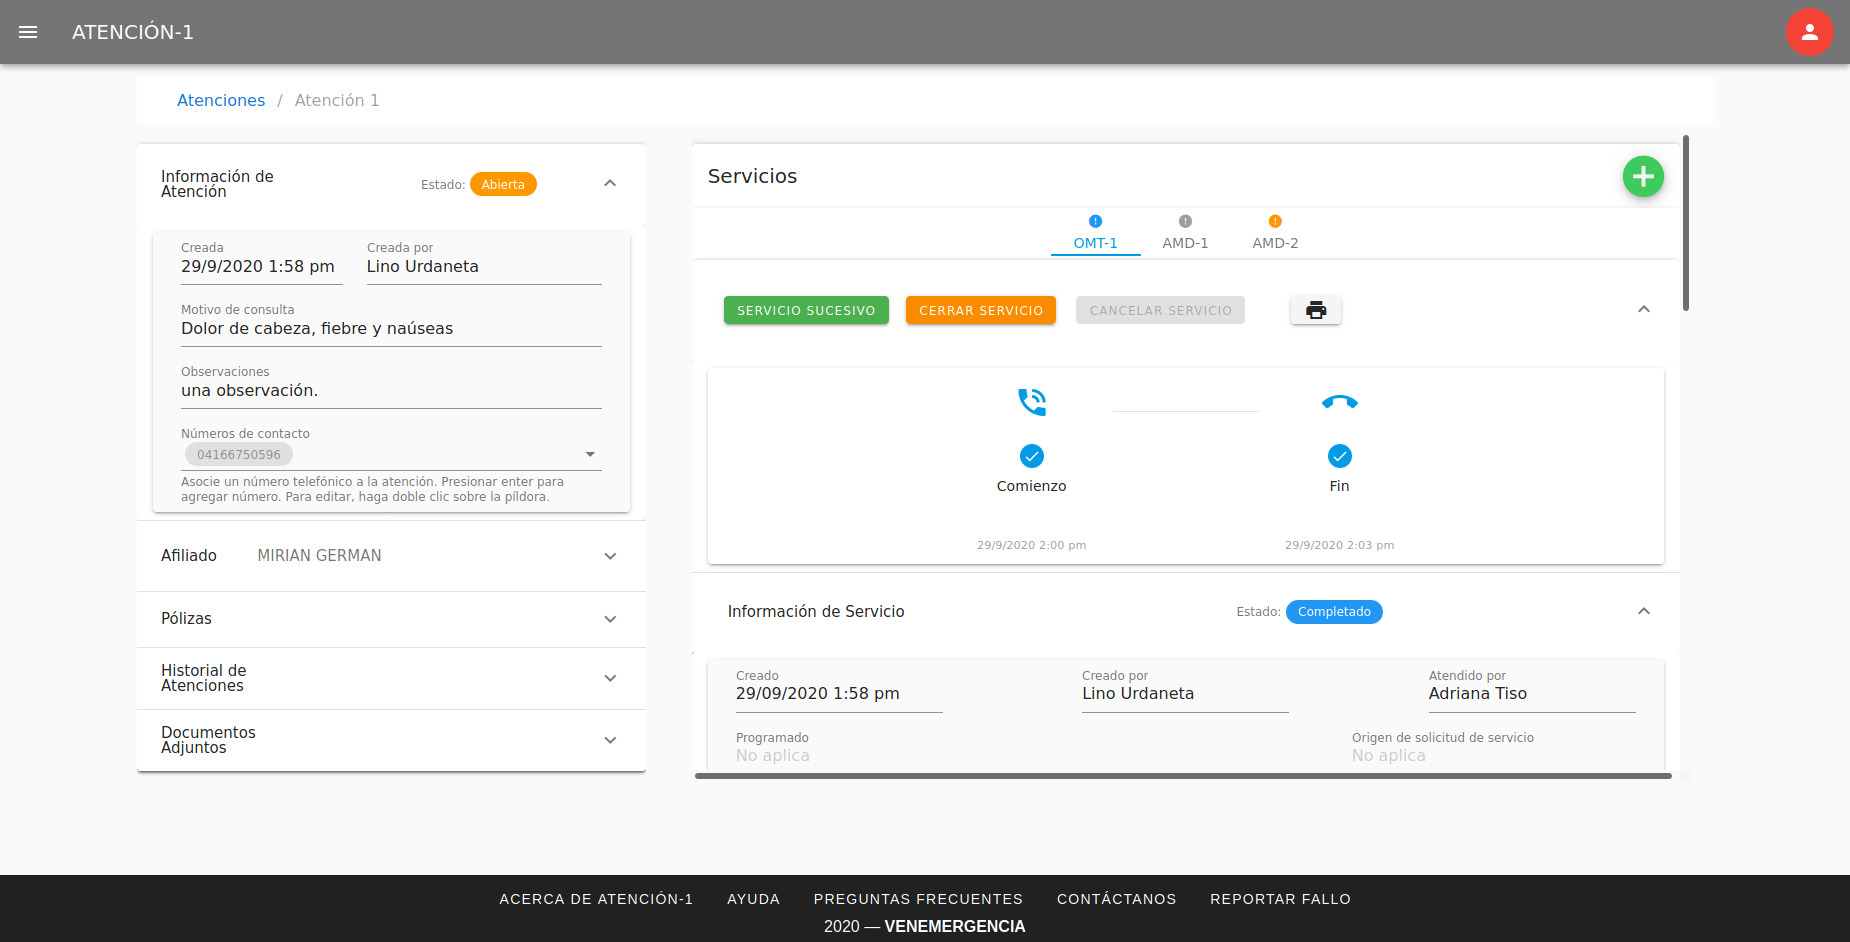 ATENCIÓN-1
Atenciones / Atención 1
Información de
Atención
Estado: Abierta
Creada
29/9/2020 1:58 pm
Creada por
Lino Urdaneta
Motivo de consulta
Dolor de cabeza, fiebre y naúseas
Observaciones
una observación.
Números de contacto
04166750596
Asocie un número telefónico a la atención. Presionar enter para
agregar número. Para editar, haga doble clic sobre la píldora.
Afiliado MIRIAN GERMAN
Pólizas
Historial de
Atenciones
Documentos
Adjuntos
Servicios
OMT-1 AMD-1 AMD-2
SERVICIO SUCESIVO CERRAR SERVICIO CANCELAR SERVICIO
Comienzo Fin
29/9/2020 2:00 pm 29/9/2020 2:03 pm
Información de Servicio Estado: Completado
Creado
29/09/2020 1:58 pm
Creado por
Lino Urdaneta
Atendido por
Adriana Tiso
Programado
No aplica
Origen de solicitud de servicio
No aplica
ACERCA DE ATENCIÓN-1 AYUDA PREGUNTAS FRECUENTES CONTÁCTANOS REPORTAR FALLO
2020 — VENEMERGENCIA